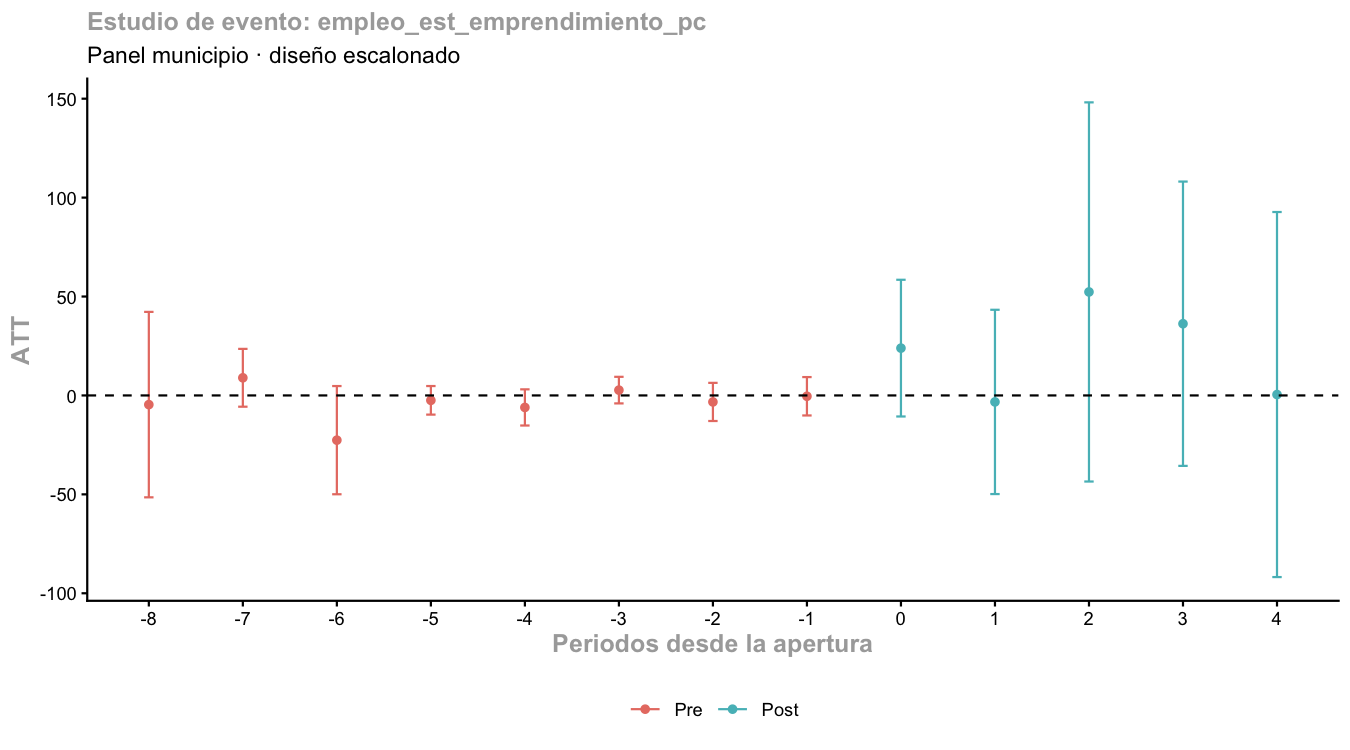 Estudio de evento: empleo_est_emprendimiento_pc
Panel municipio · diseño escalonado
ATT
150
100
50
0
-50
-100
-8 -7 -6 -5 -4 -3 -2 -1 0 1 2 3 4
Periodos desde la apertura
Pre Post